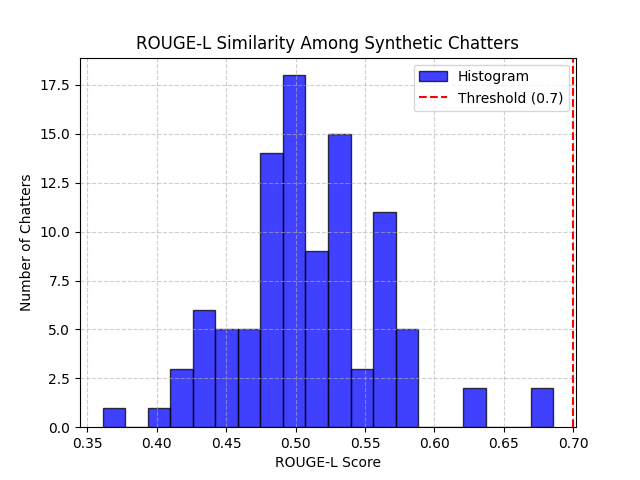 ROUGE-L Similarity Among Synthetic Chatters
Histogram
Threshold (0.7)
Number of Chatters
17.5
15.0
12.5
10.0
7.5
5.0
2.5
0.0
0.35 0.40 0.45 0.50 0.55 0.60 0.65 0.70
ROUGE-L Score